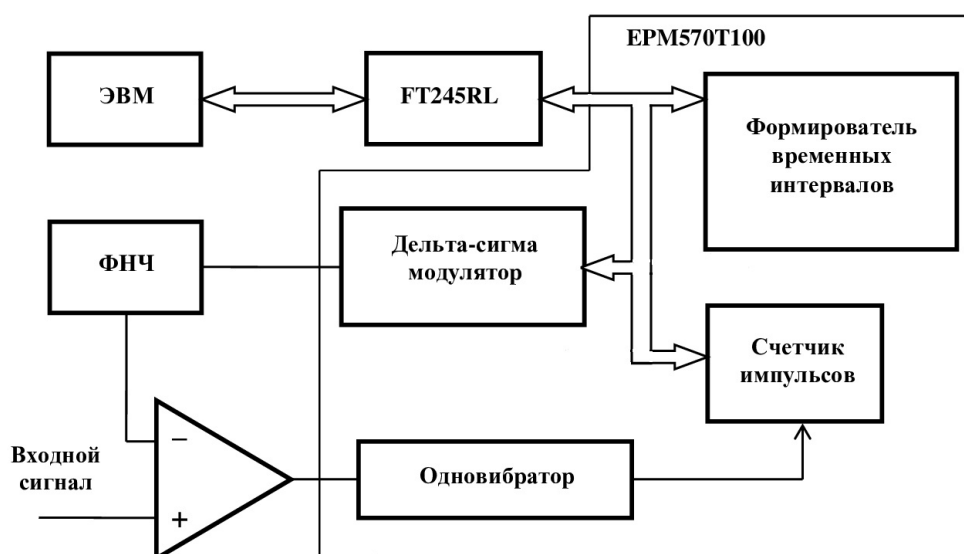 EPM570T100
ЭВМ
FT245RL
Формирователь
временных
интервалов
ФНЧ
Дельта-сигма
модулятор
Счетчик
импульсов
Входной
сигнал
−
+
Одновибратор